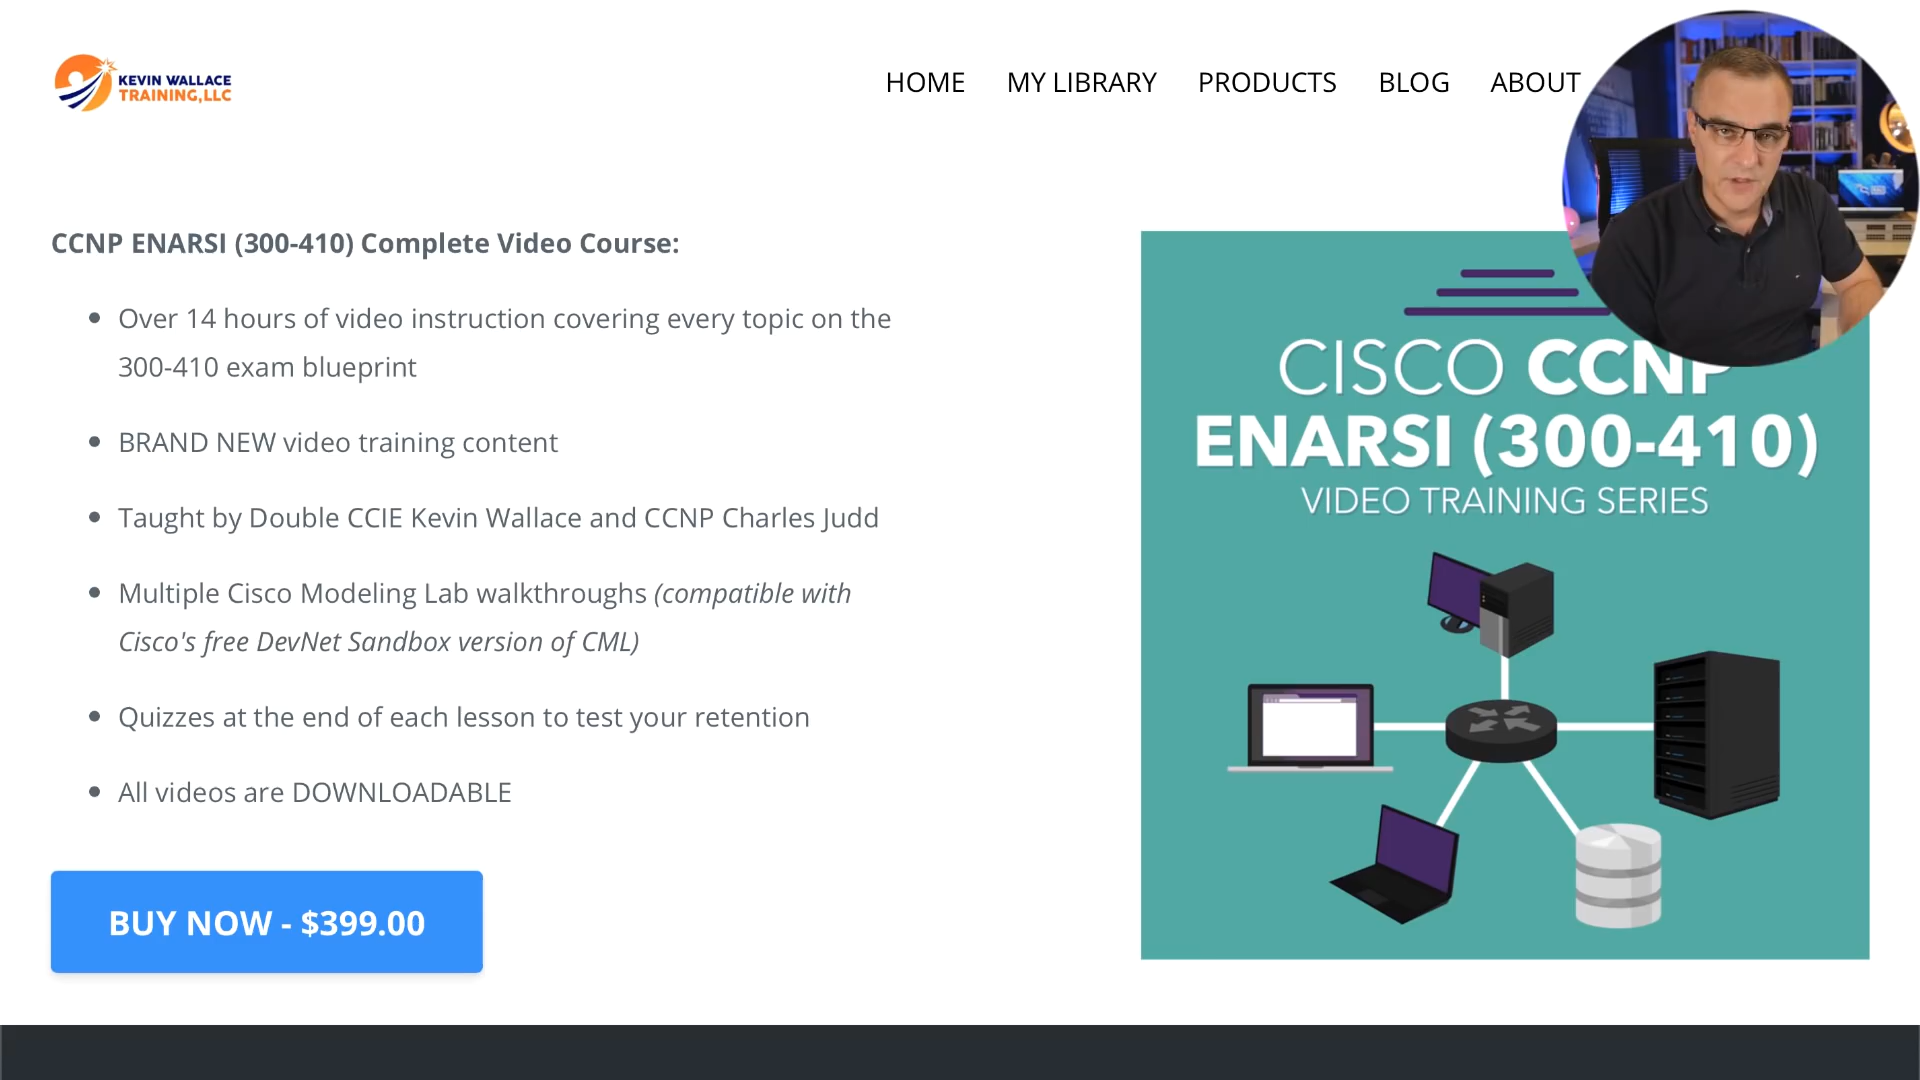 KEVIN WALLACE
TRAINING,LLC
HOME MY LIBRARY PRODUCTS BLOG ABOUT
CCNP ENARSI (300-410) Complete Video Course:
Over 14 hours of video instruction covering every topic on the
300-410 exam blueprint
BRAND NEW video training content
Taught by Double CCIE Kevin Wallace and CCNP Charles Judd
Multiple Cisco Modeling Lab walkthroughs (compatible with
Cisco's free DevNet Sandbox version of CML)
Quizzes at the end of each lesson to test your retention
All videos are DOWNLOADABLE
BUY NOW - $399.00
CISCO CCNP
ENARSI (300-410)
VIDEO TRAINING SERIES